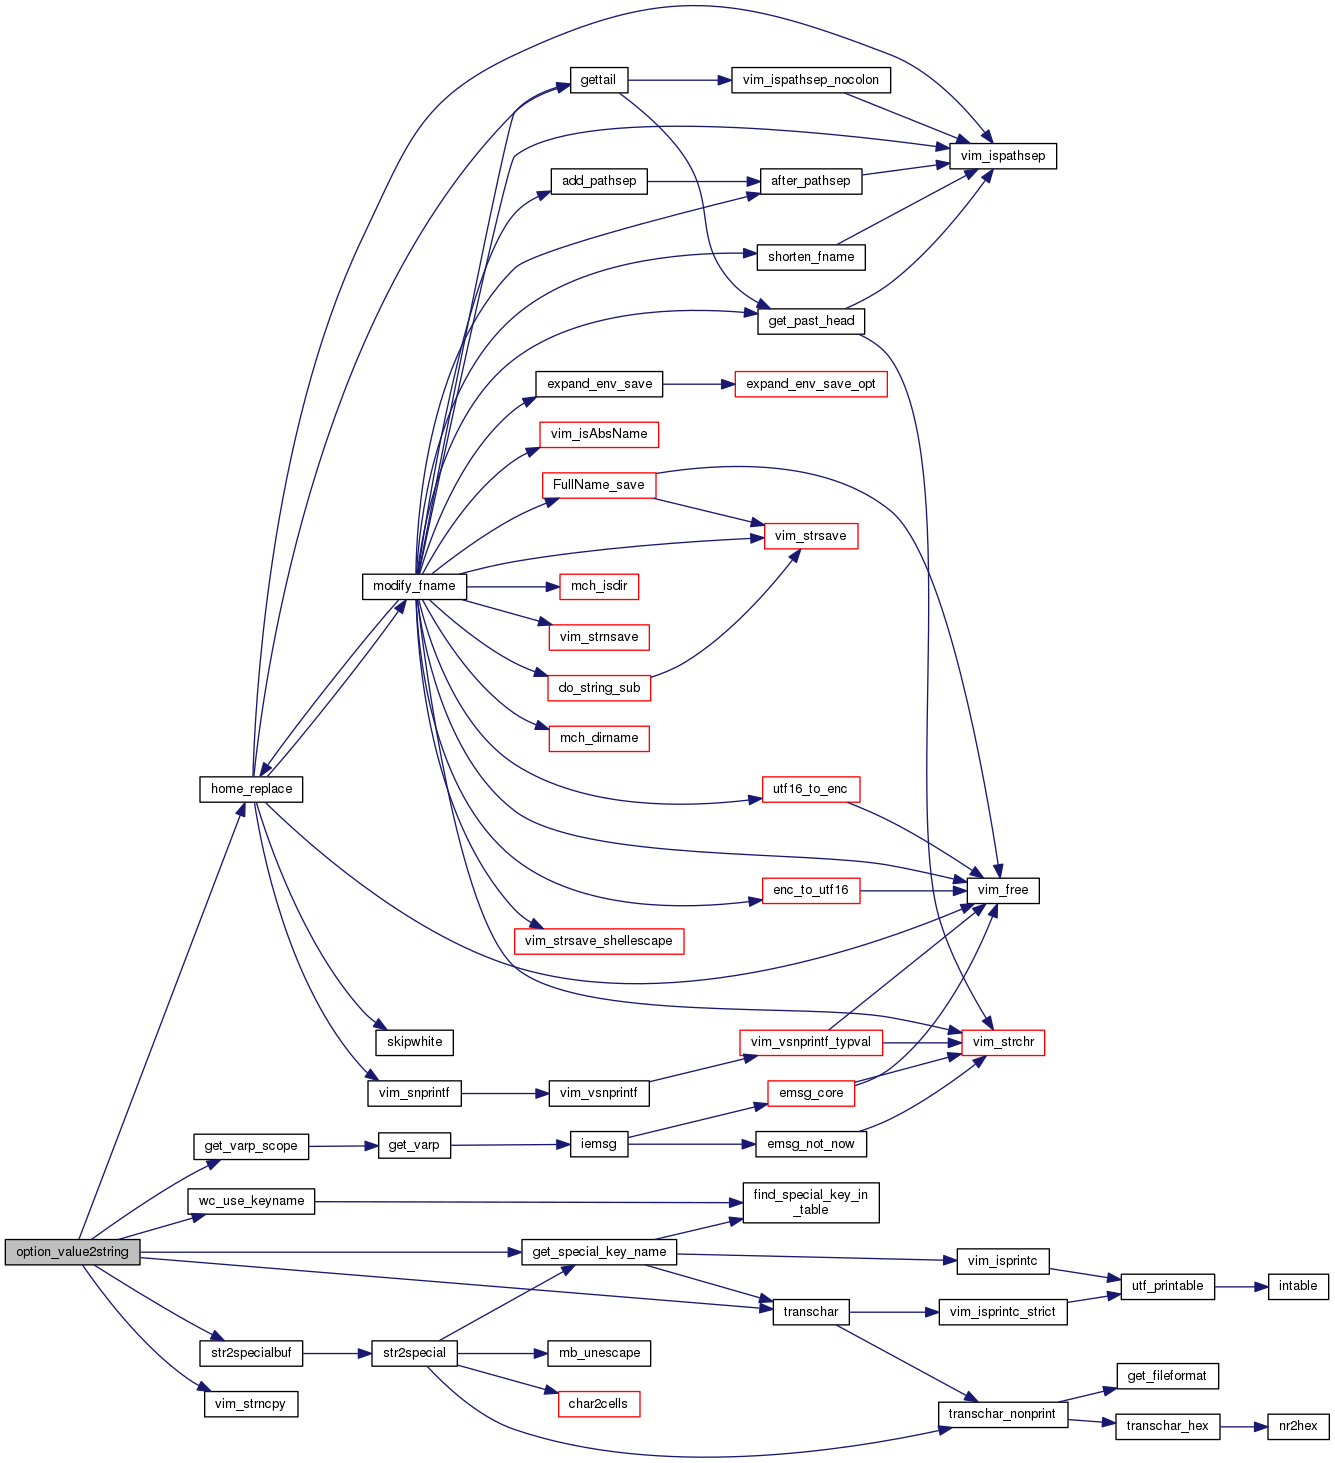 gettail
vim_ispathsep_nocolon
vim_ispathsep
add_pathsep
after_pathsep
shorten_fname
get_past_head
expand_env_save
expand_env_save_opt
vim_isAbsName
FullName_save
vim_strsave
modify_fname
mch_isdir
vim_strnsave
do_string_sub
mch_dirname
home_replace
utf16_to_enc
enc_to_utf16
vim_free
vim_strsave_shellescape
skipwhite
vim_vsnprintf_typval
vim_strchr
vim_snprintf
vim_vsnprintf
emsg_core
get_varp_scope
get_varp
iemsg
emsg_not_now
wc_use_keyname
find_special_key_in
_table
option_value2string
get_special_key_name
vim_isprintc
utf_printable
intable
transchar
vim_isprintc_strict
str2specialbuf
str2special
mb_unescape
get_fileformat
vim_strncpy
char2cells
transchar_nonprint
transchar_hex
nr2hex